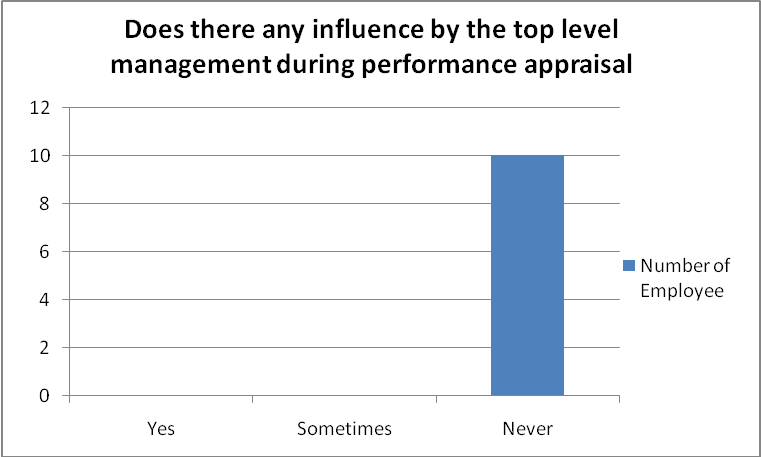 Does there any influence by the top level
management during performance appraisal
12
10
8
6
4
2
0
Yes Sometimes Never
Number of
Employee